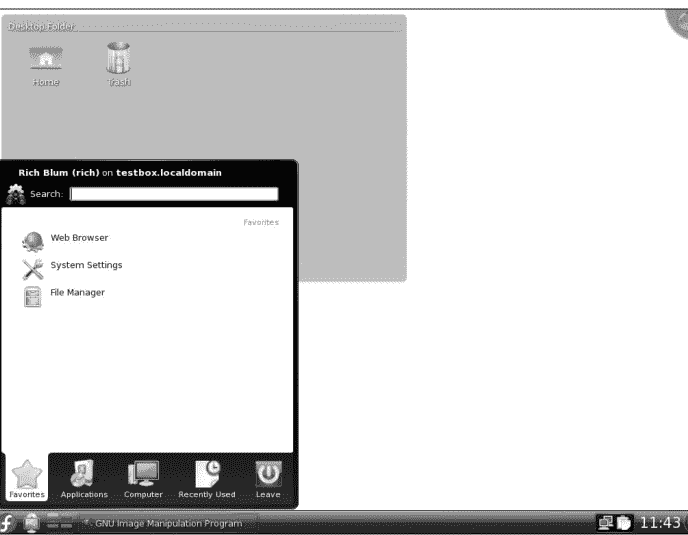 Desktop Folder
Home
Trash
Rich Blum (rich) on testbox.localdomain
Search:
Favorites
Web Browser
System Settings
File Manager
Favorites
Applications
Computer
Recently Used
Leave
GNU Image Manipulation Program
11:43